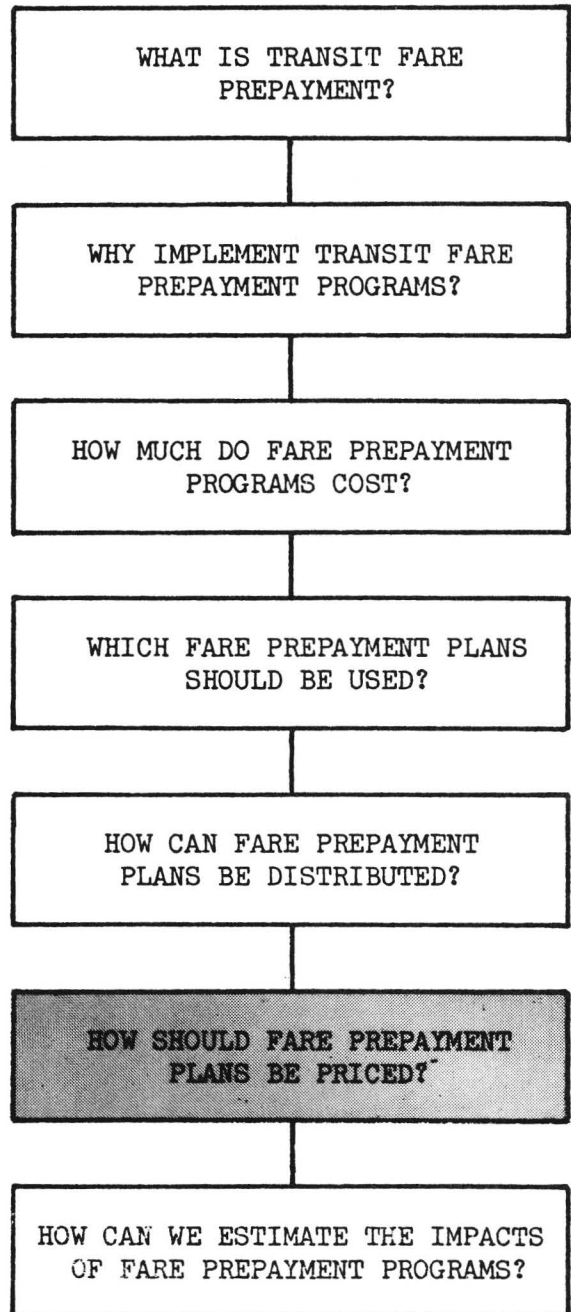 WHAT IS TRANSIT FARE
PREPAYMENT?
WHY IMPLEMENT TRANSIT FARE
PREPAYMENT PROGRAMS?
HOW MUCH DO FARE PREPAYMENT
PROGRAMS COST?
WHICH FARE PREPAYMENT PLANS
SHOULD BE USED?
HOW CAN FARE PREPAYMENT
PLANS BE DISTRIBUTED?
HOW SHOULD FARE PREPAYMENT
PLANS BE PRICED?
HOW CAN WE ESTIMATE THE IMPACTS
OF FARE PREPAYMENT PROGRAMS?